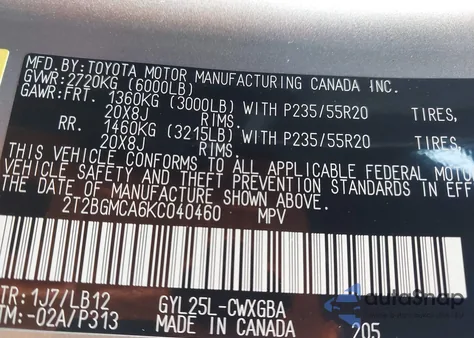 MFD.BY:TOYOTA MOTOR MANUFACTURING CANADA INC.
GVWR:2720KG (6000LB)
GAWR:FRT. 1360KG (3000LB) WITH P235/55R20 TIRES,
20X8J RIMS.
RR. 1460KG (3215LB) WITH P235/55R20 TIRES,
20X8J RIMS.
THIS VEHICLE CONFORMS TO ALL APPLICABLE FEDERAL MOTOR
AND THEFT PREVENTION STANDARDS IN EFF
THE DATE OF MANUFACTURE SHOWN ABOVE.
2T2BGMCA6KC040460 MPV
TR:1J7/LB12 GYL25L-CWXGBA
TM:-02A/P313 MADE IN CANADA 205
autoSnap